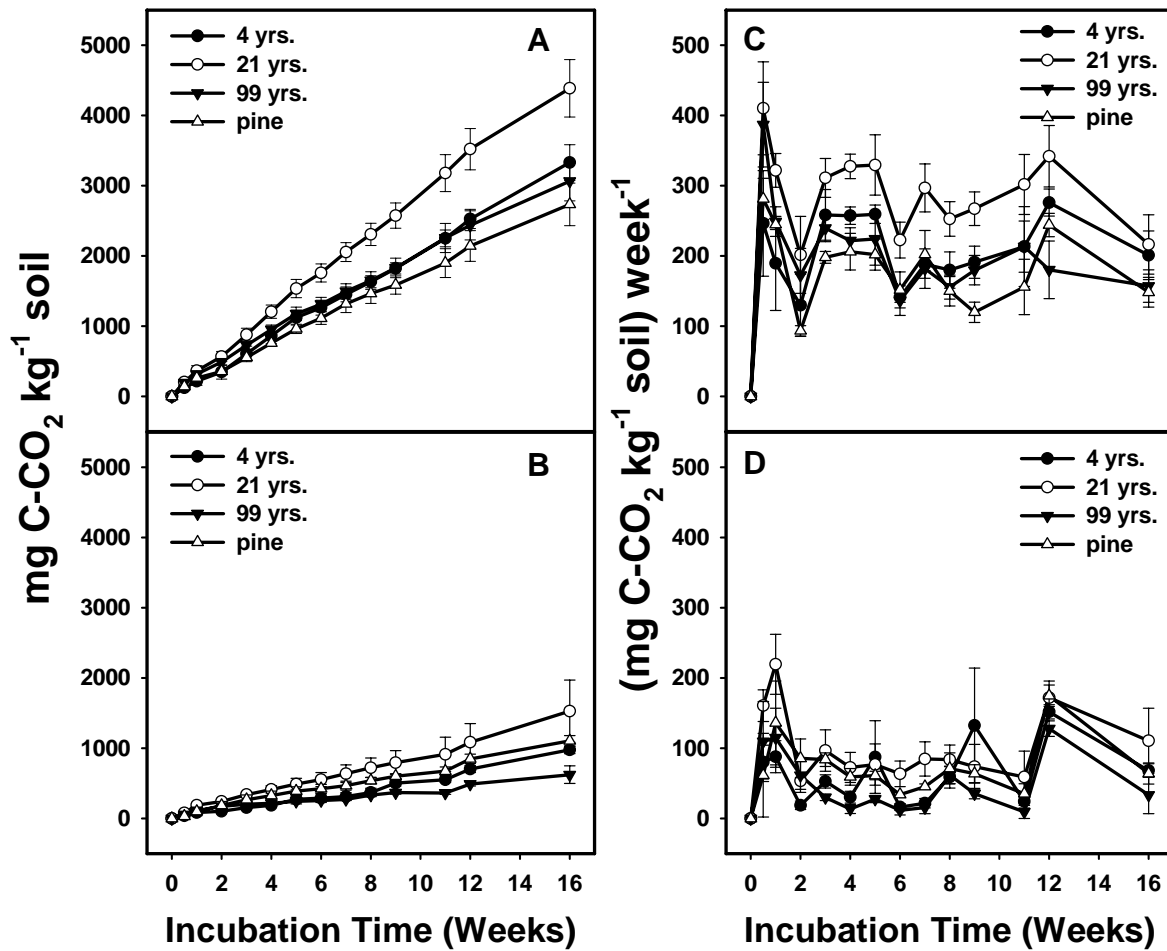 mg C-CO2 kg-1 soil
5000
4000
3000
2000
1000
0
4 yrs.
21 yrs.
99 yrs.
pine
A
5000
4000
3000
2000
1000
0
4 yrs.
21 yrs.
99 yrs.
pine
B
0 2 4 6 8 10 12 14 16
Incubation Time (Weeks)
(mg C-CO2 kg-1 soil) week-1
500
400
300
200
100
0
C
4 yrs.
21 yrs.
99 yrs.
pine
500
400
300
200
100
0
D
4 yrs.
21 yrs.
99 yrs.
pine
0 2 4 6 8 10 12 14 16
Incubation Time (Weeks)